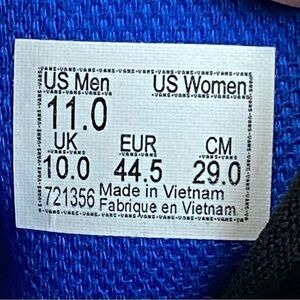 US Men US Women
11.0
UK EUR CM
10.0 44.5 29.0
721356 Made in Vietnam
Fabrique en Vietnam